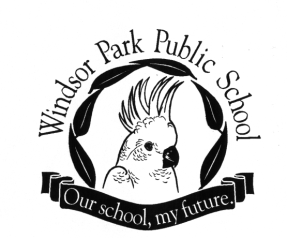 Windsor Park Public School
Our school, my future.